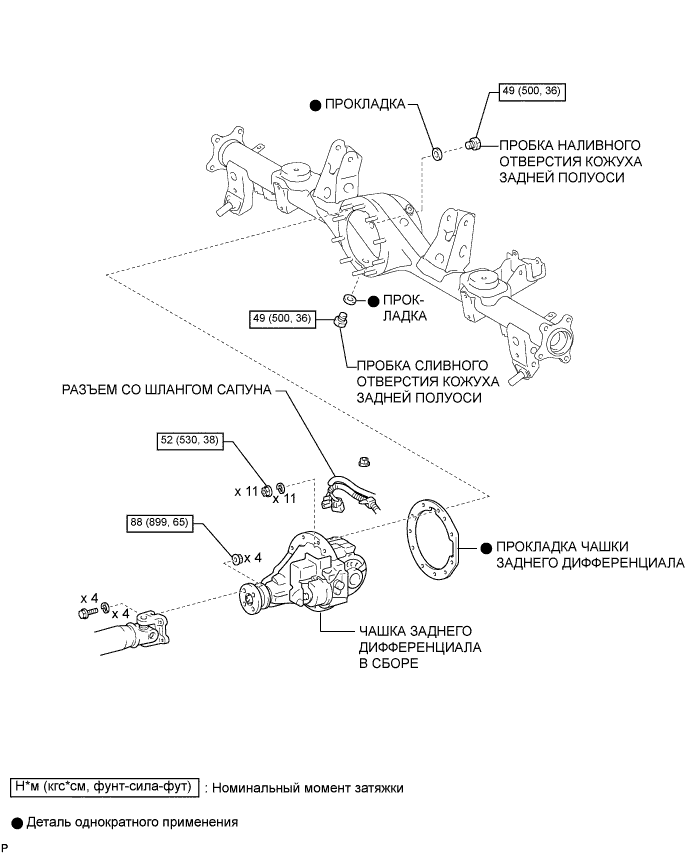 49 (500, 36)
● ПРОКЛАДКА
ПРОБКА НАЛИВНОГО
ОТВЕРСТИЯ КОЖУХА
ЗАДНЕЙ ПОЛУОСИ
● ПРОК-
ЛАДКА
49 (500, 36)
ПРОБКА СЛИВНОГО
ОТВЕРСТИЯ КОЖУХА
ЗАДНЕЙ ПОЛУОСИ
РАЗЪЕМ СО ШЛАНГОМ САПУНА
52 (530, 38)
x 11
x 11
88 (899, 65)
x 4
● ПРОКЛАДКА ЧАШКИ
ЗАДНЕГО ДИФФЕРЕНЦИАЛА
x 4
x 4
ЧАШКА ЗАДНЕГО
ДИФФЕРЕНЦИАЛА
В СБОРЕ
Н*м (кгс*см, фунт-сила-фут) : Номинальный момент затяжки
● Деталь однократного применения
P